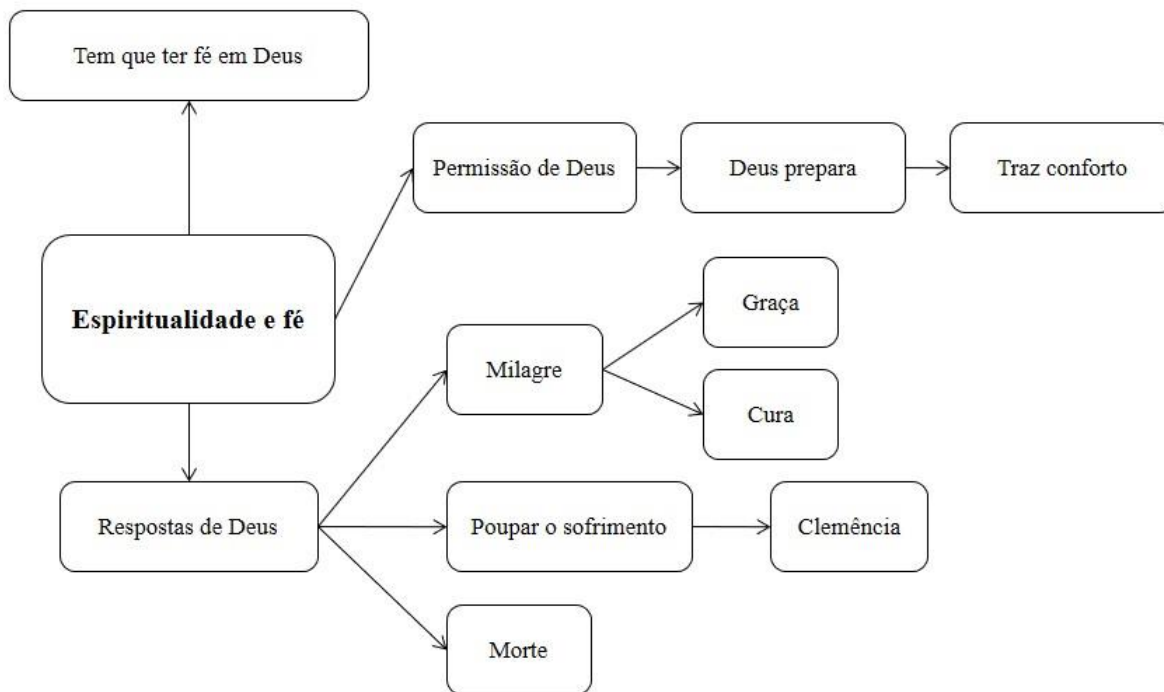 Tem que ter fé em Deus
Permissão de Deus
Deus prepara
Traz conforto
Espiritualidade e fé
Graça
Milagre
Cura
Respostas de Deus
Poupar o sofrimento
Clemência
Morte